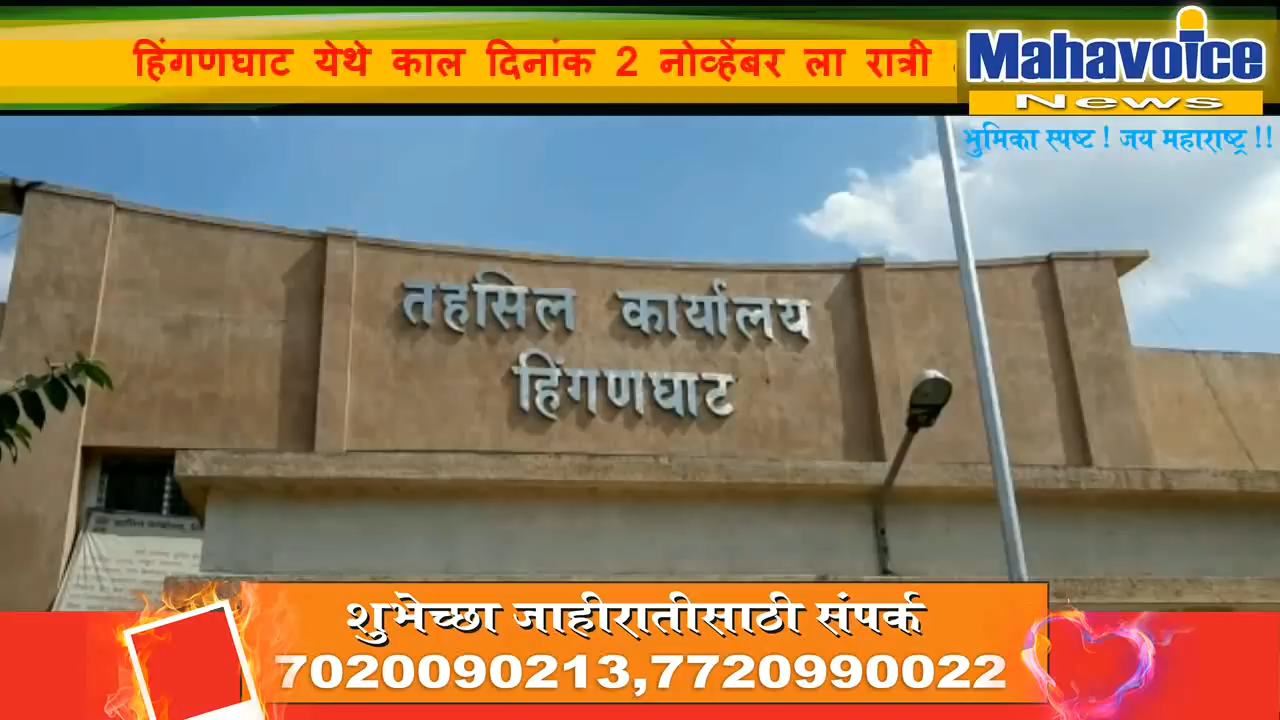 हिंगणघाट येथे काल दिनांक 2 नोव्हेंबर ला रात्री
Mahavoice
News
भुमिका स्पष्ट ! जय महाराष्ट्र !!
तहसिल कार्यालय
हिंगणघाट
शुभेच्छा जाहीरातीसाठी संपर्क
7020090213,7720990022